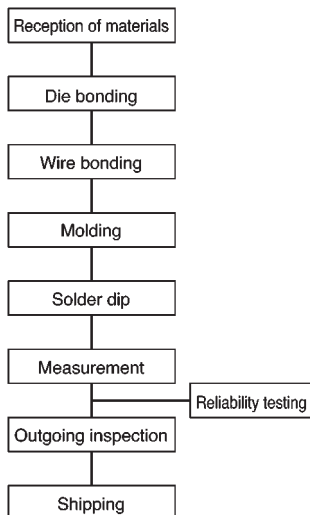 Reception of materials
Die bonding
Wire bonding
Molding
Solder dip
Measurement
Reliability testing
Outgoing inspection
Shipping